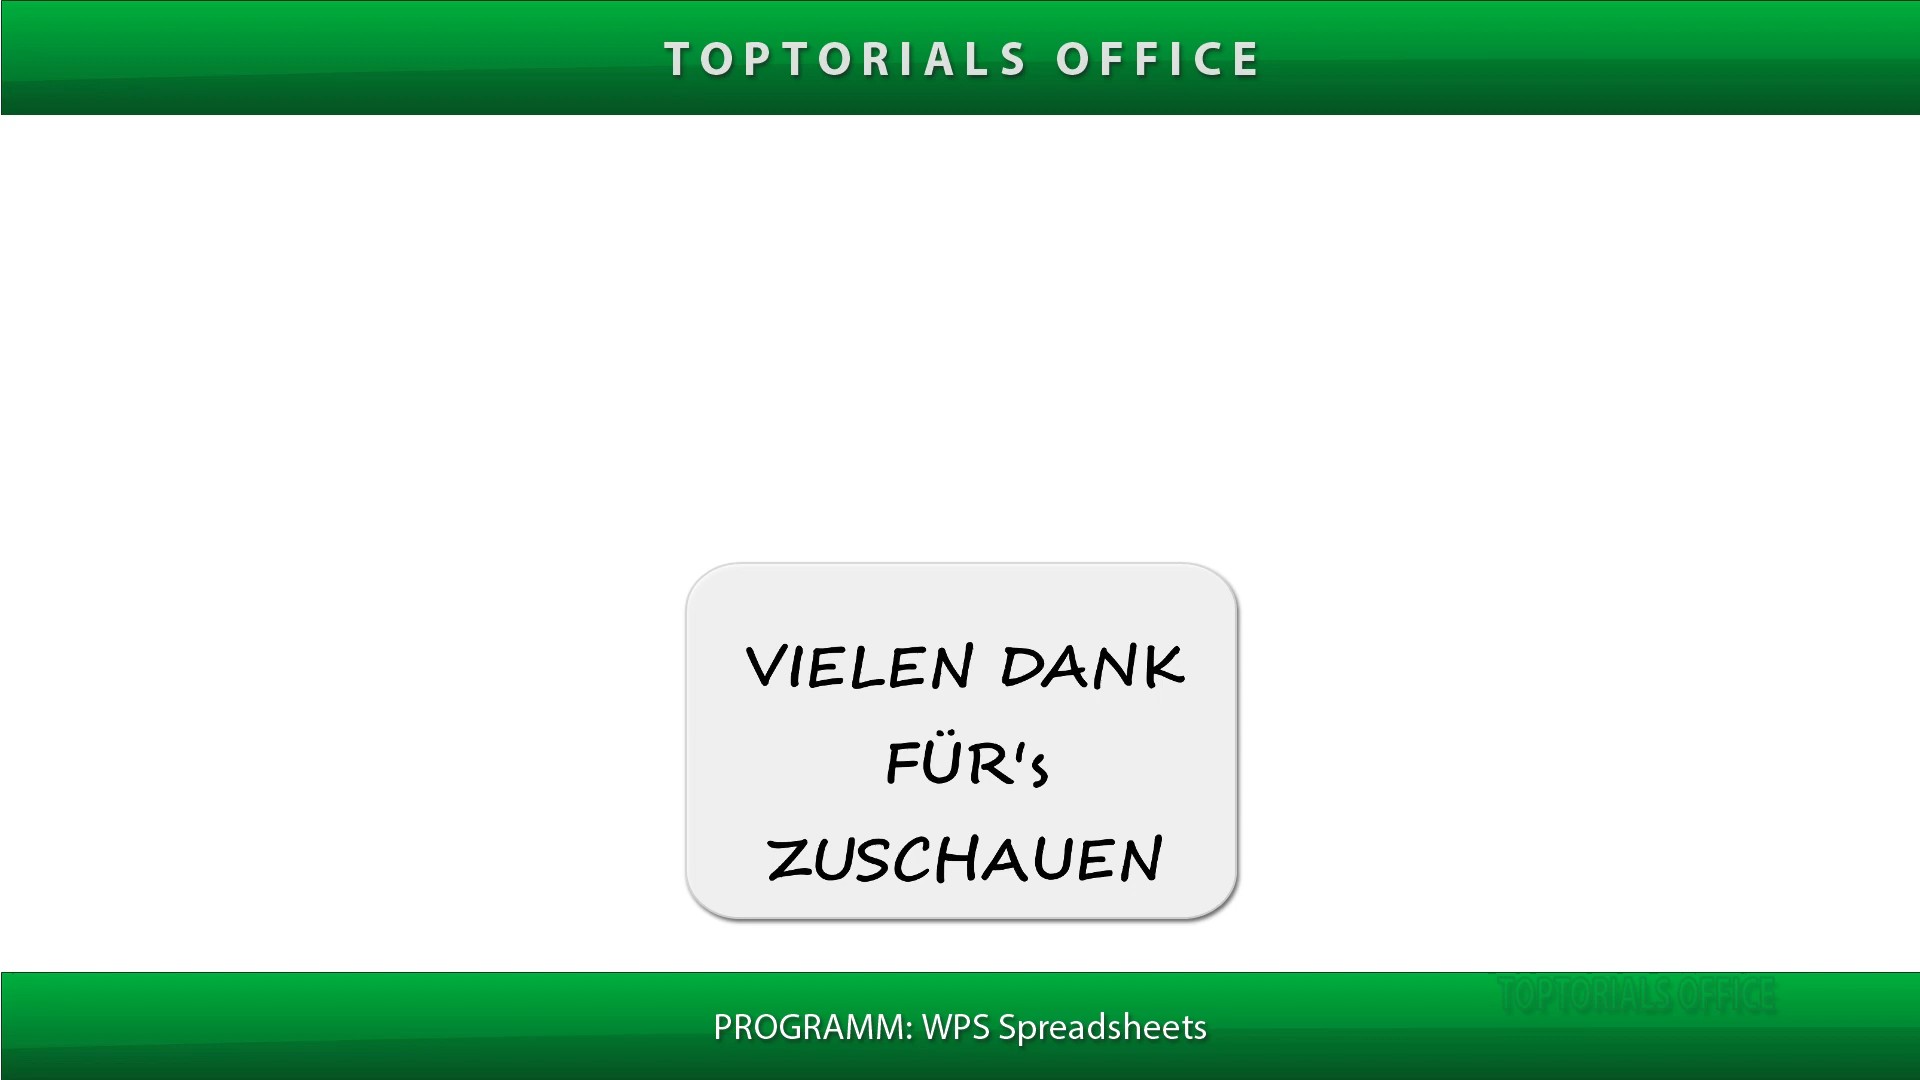 TOPTORIALS OFFICE
VIELEN DANK
FÜR's
ZUSCHAUEN
TOPTORIALS OFFICE
PROGRAMM: WPS Spreadsheets